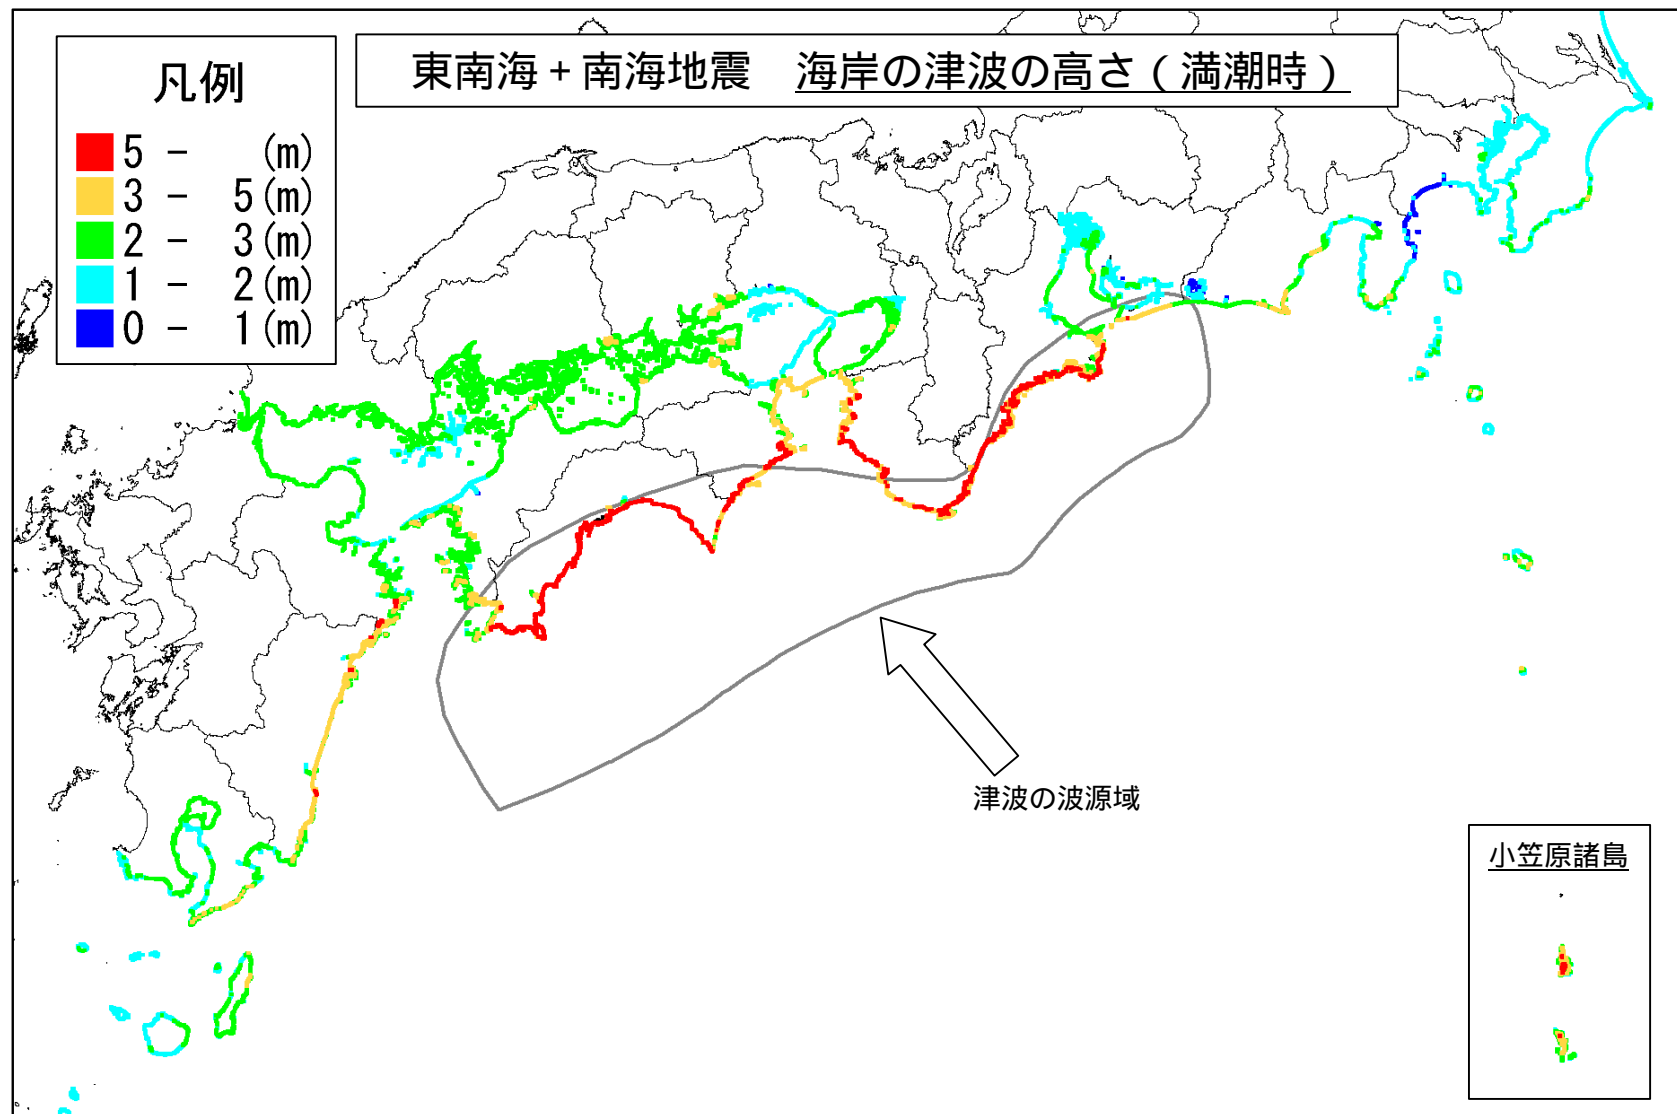 東南海+南海地震　海岸の津波の高さ(満潮時)
凡例
5 - (m)
3 - 5(m)
2 - 3(m)
1 - 2(m)
0 - 1(m)
津波の波源域
小笠原諸島